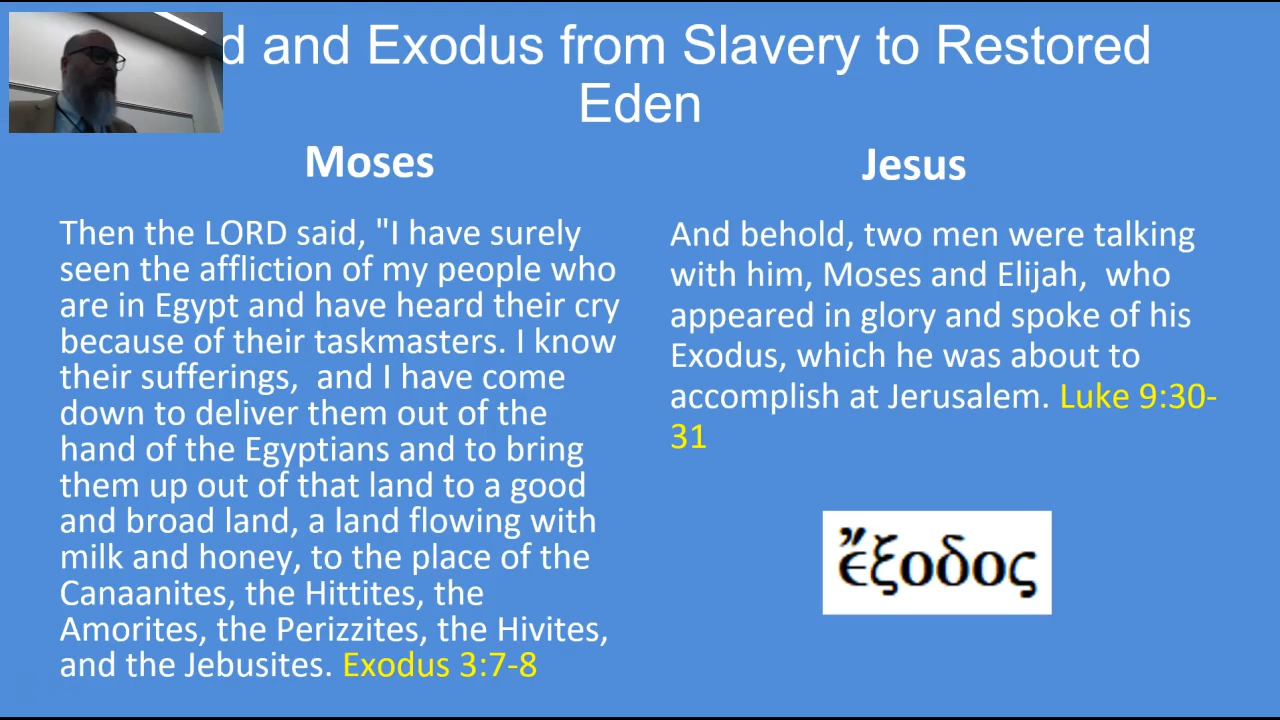 and Exodus from Slavery to Restored
Eden
Moses
Then the LORD said, "I have surely
seen the affliction of my people who
are in Egypt and have heard their cry
because of their taskmasters. I know
their sufferings,  and I have come
down to deliver them out of the
hand of the Egyptians and to bring
them up out of that land to a good
and broad land, a land flowing with
milk and honey, to the place of the
Canaanites, the Hittites, the
Amorites, the Perizzites, the Hivites,
and the Jebusites. Exodus 3:7-8
Jesus
And behold, two men were talking
with him, Moses and Elijah,  who
appeared in glory and spoke of his
Exodus, which he was about to
accomplish at Jerusalem. Luke 9:30-
31
ἔξοδος